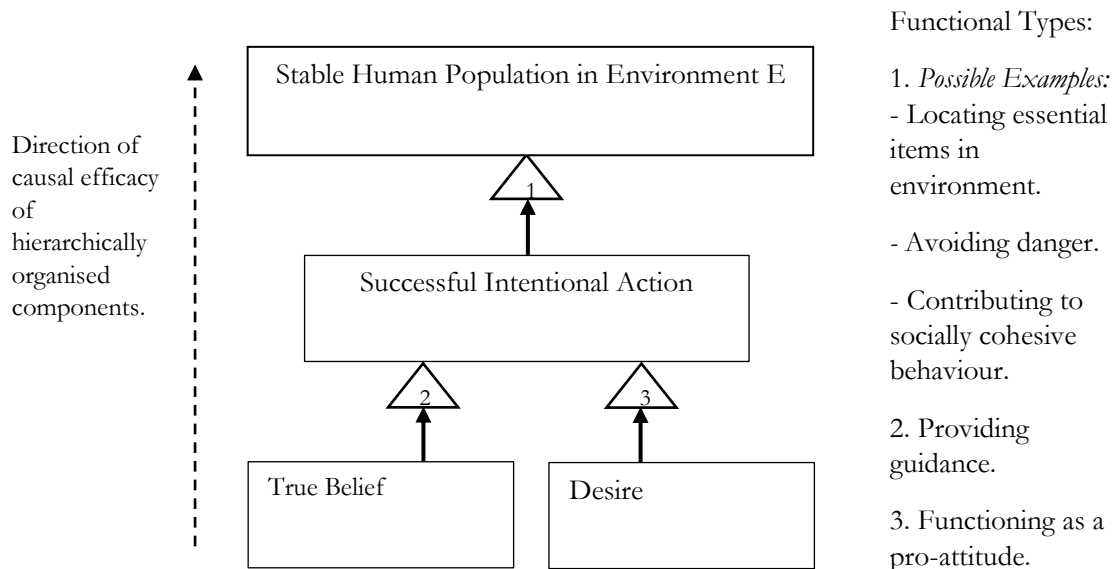 Functional Types:
Stable Human Population in Environment E
1. Possible Examples:
- Locating essential
items in
environment.
Direction of
causal efficacy
of
hierarchically
organised
components.
1
- Avoiding danger.
Successful Intentional Action
- Contributing to
socially cohesive
behaviour.
2
3
2. Providing
guidance.
True Belief
Desire
3. Functioning as a
pro-attitude.